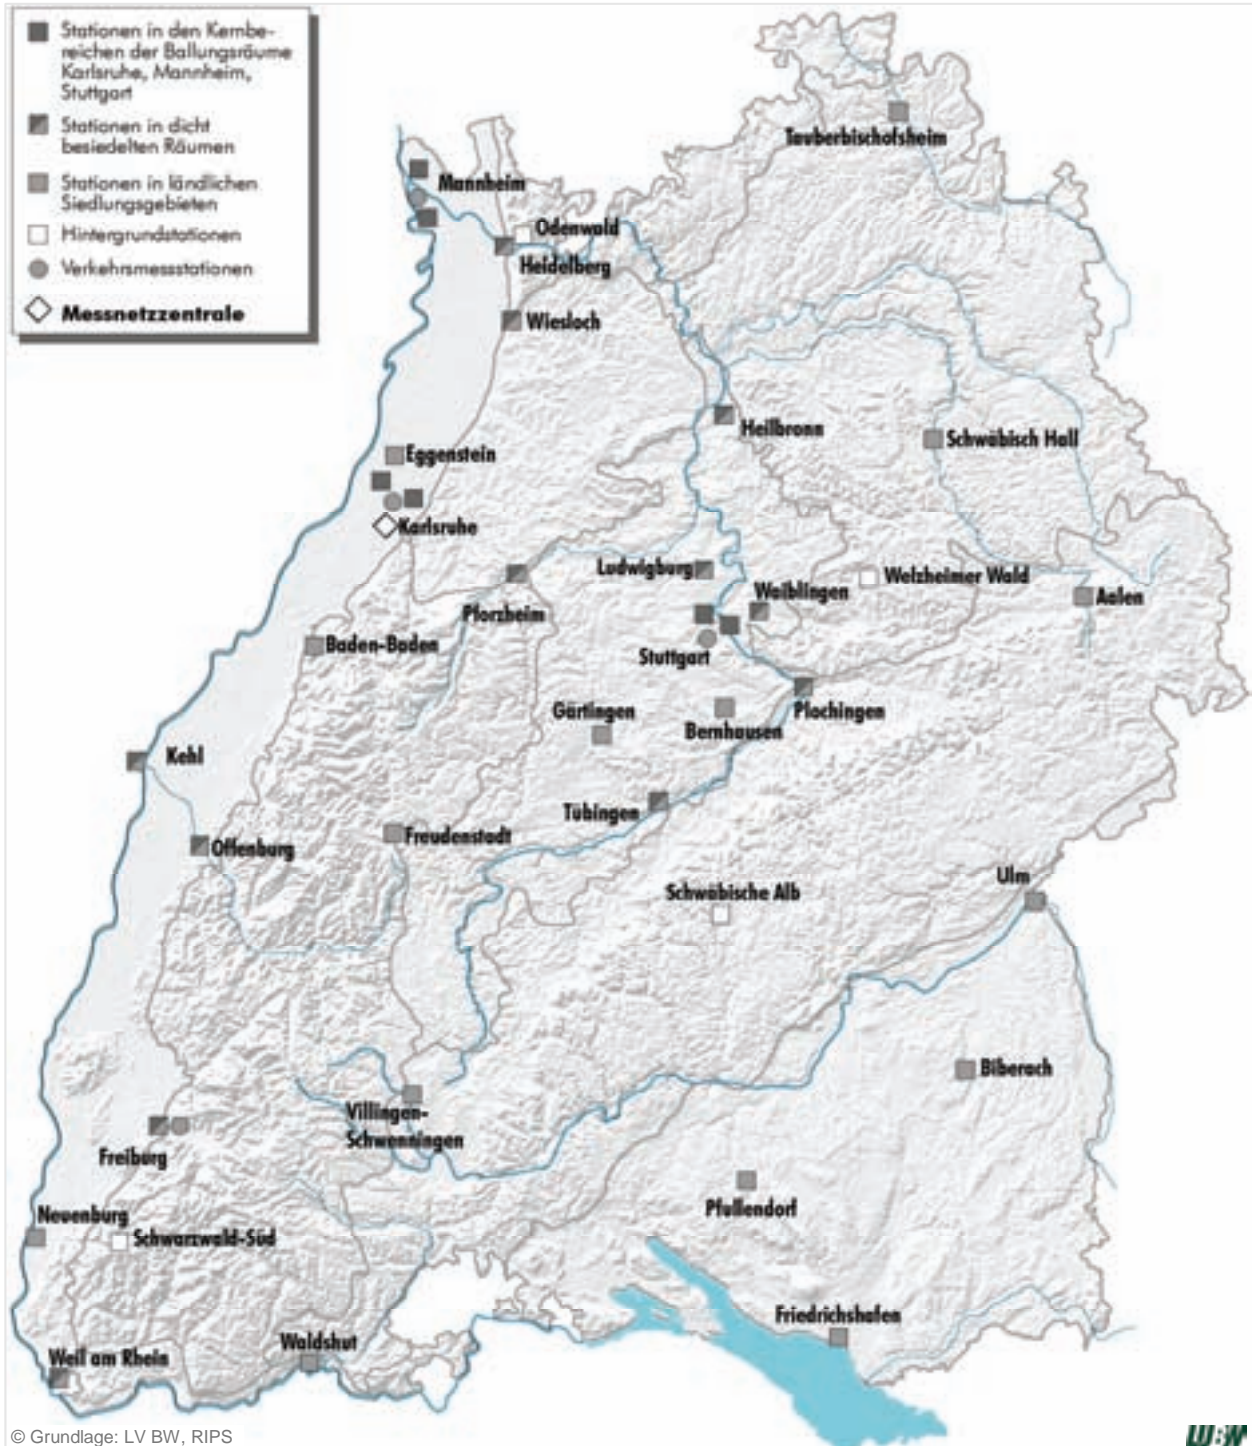 Stationen in den Kernbe-
reichen der Ballungsräume
Karlsruhe, Mannheim,
Stuttgart
Stationen in dicht
besiedelten Räumen
Stationen in ländlichen
Siedlungsgebieten
Hintergrundstationen
Verkehrsmessstationen
Messnetzzentrale
Tauberbischofsheim
Mannheim
Odenwald
Heidelberg
Wiesloch
Heilbronn
Schwäbisch Hall
Eggenstein
Karlsruhe
Ludwigburg
Welzheimer Wald
Waiblingen
Aalen
Pforzheim
Baden-Baden
Stuttgart
Gärtingen
Bernhausen
Plochingen
Kehl
Tübingen
Freudenstadt
Offenburg
Ulm
Schwäbische Alb
Biberach
Villingen-
Schwenningen
Freiburg
Pfullendorf
Neuenburg
Schwarzwald-Süd
Friedrichshafen
Waldshut
Weil am Rhein
© Grundlage: LV BW, RIPS
LUBW